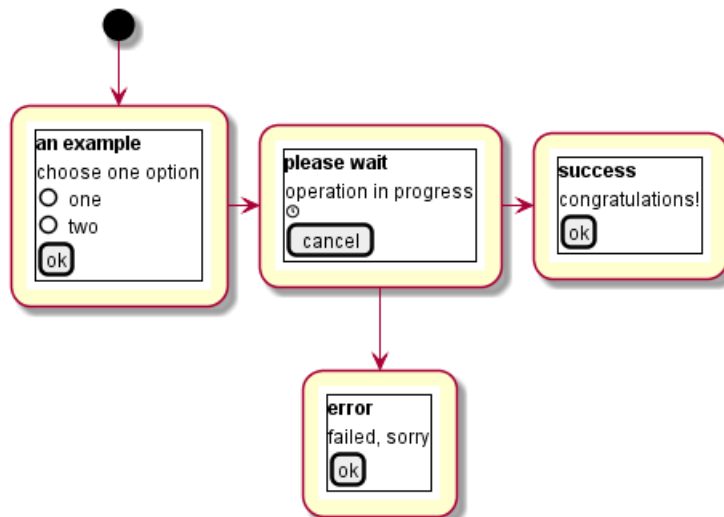 an example
choose one option
one
two
ok
please wait
operation in progress
cancel
success
congratulations!
ok
error
failed, sorry
ok